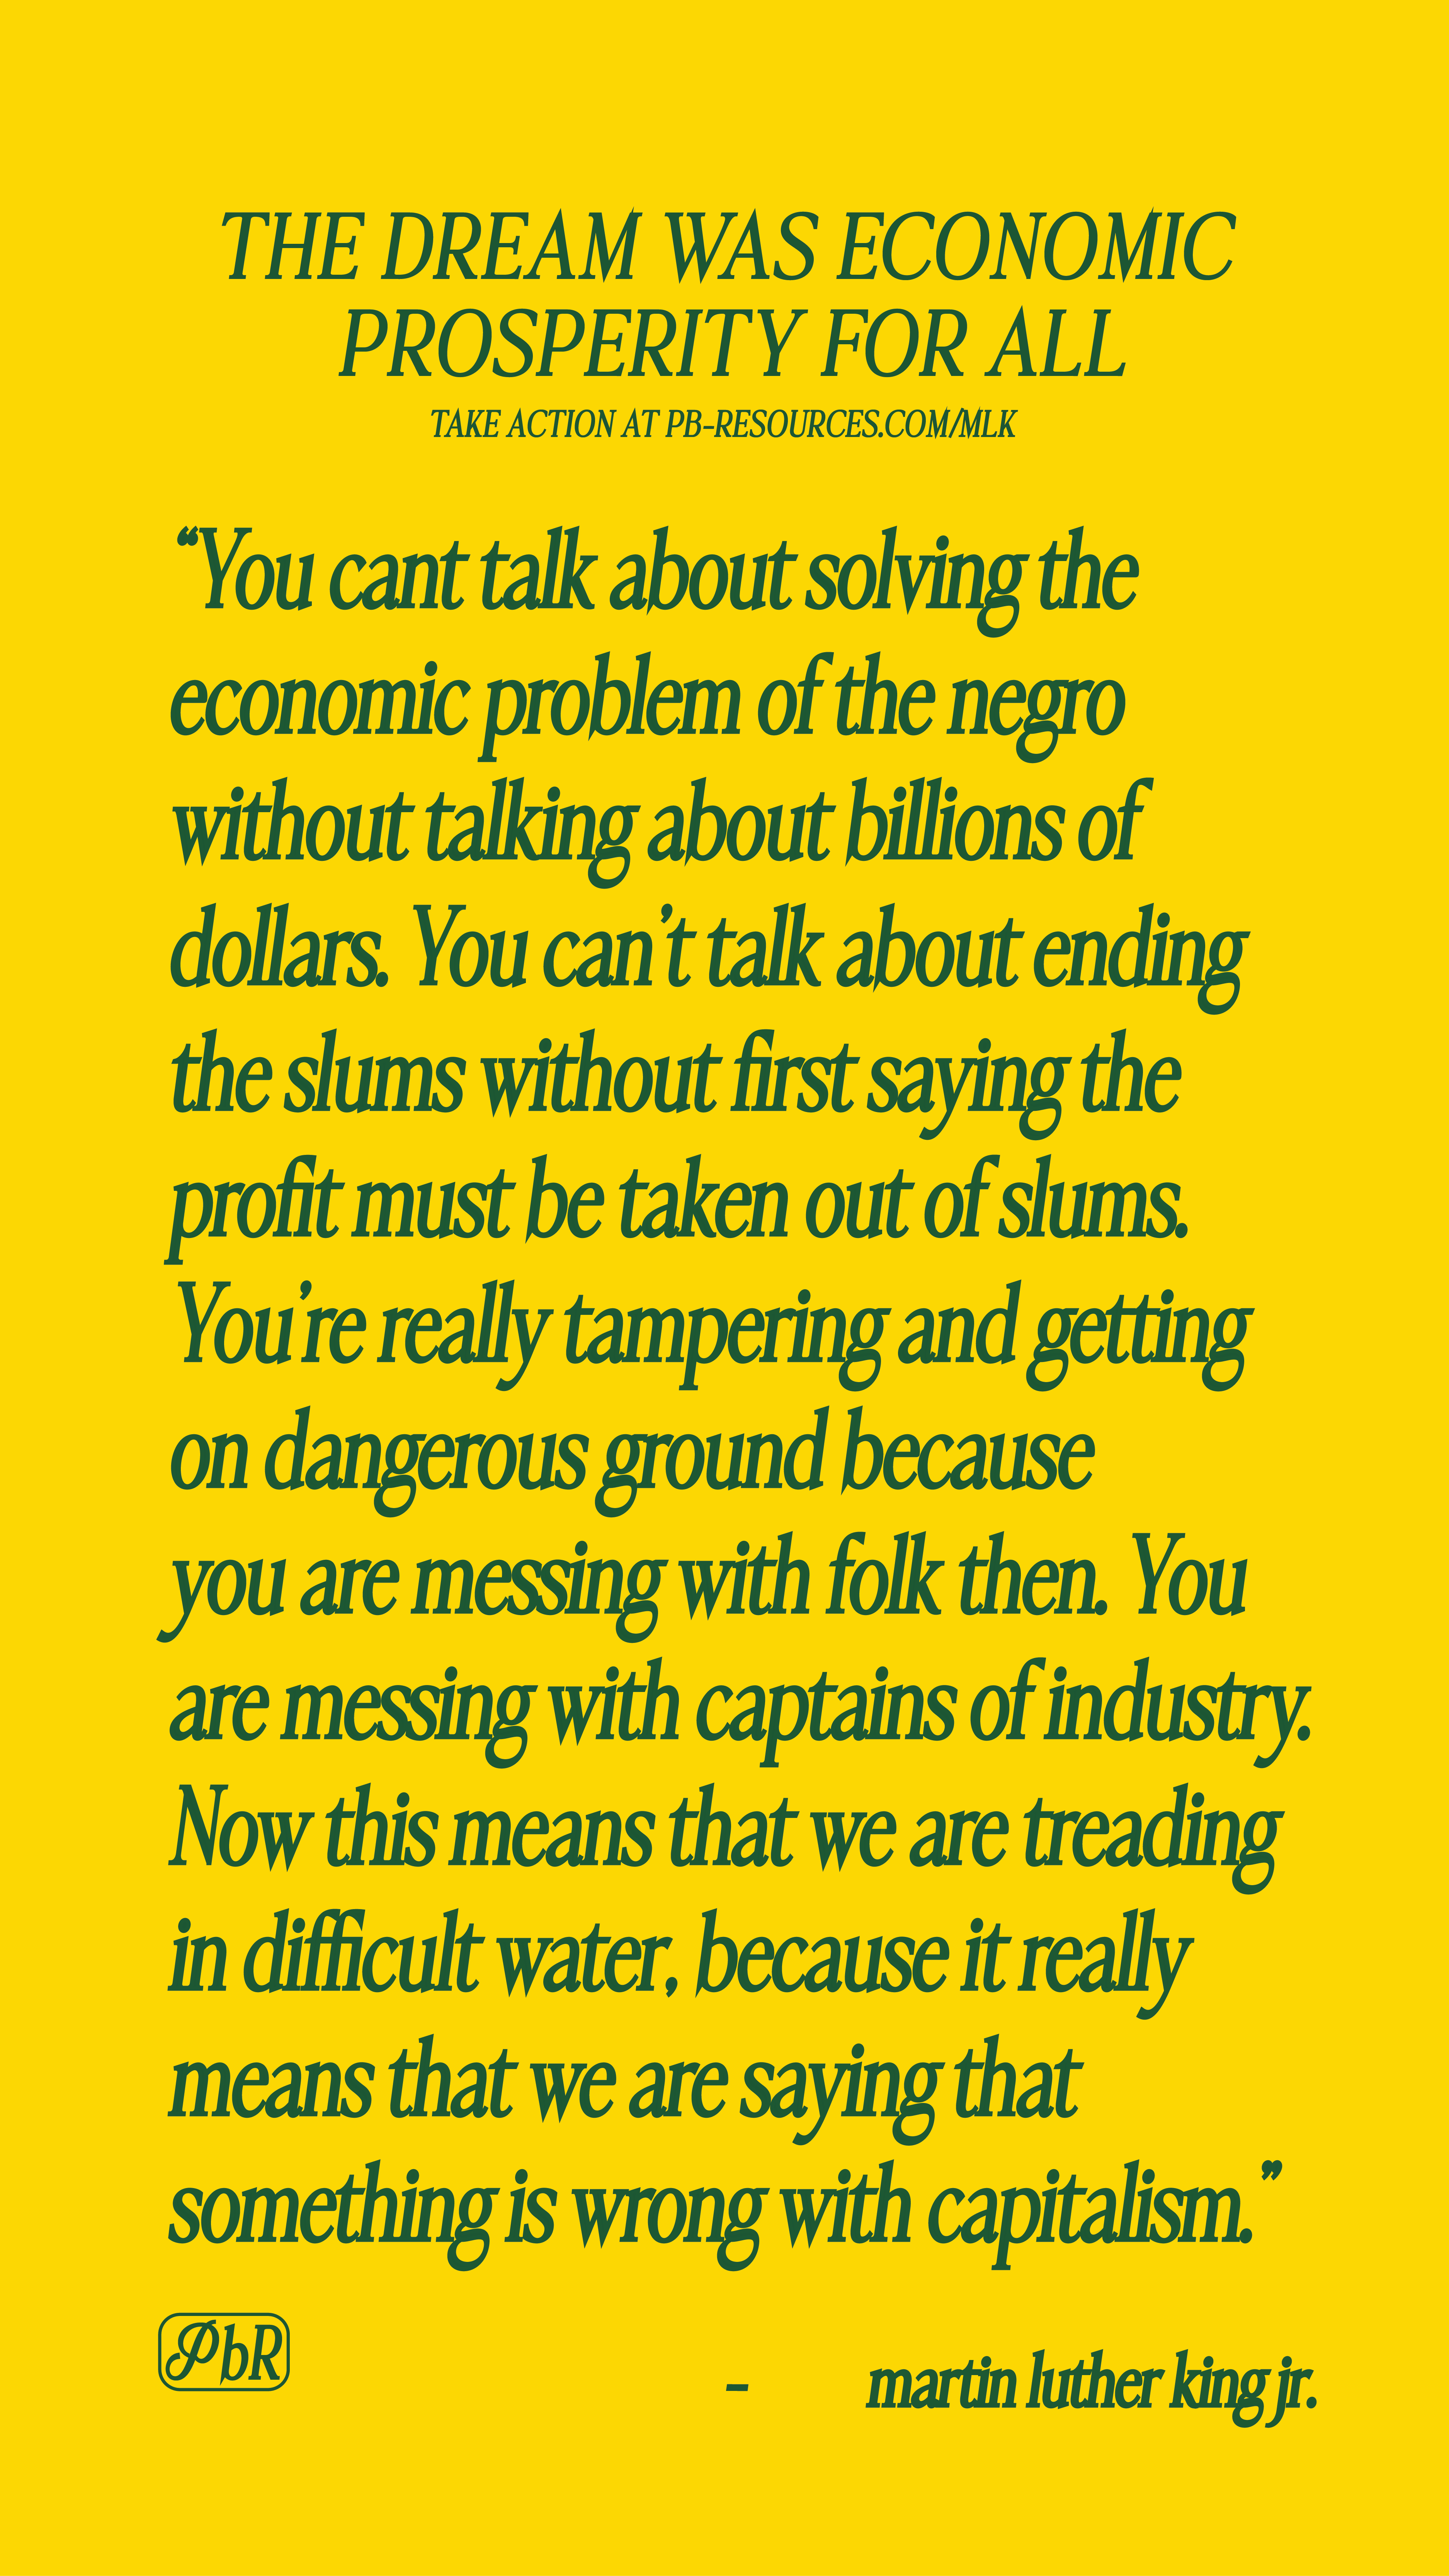 THE DREAM WAS ECONOMIC
PROSPERITY FOR ALL
TAKE ACTION AT PB-RESOURCES.COM/MLK
“You cant talk about solving the
economic problem of the negro
without talking about billions of
dollars. You can’t talk about ending
the slums without first saying the
profit must be taken out of slums.
You’re really tampering and getting
on dangerous ground because
you are messing with folk then. You
are messing with captains of industry.
Now this means that we are treading
in difficult water, because it really
means that we are saying that
something is wrong with capitalism.”
PbR
– martin luther king jr.